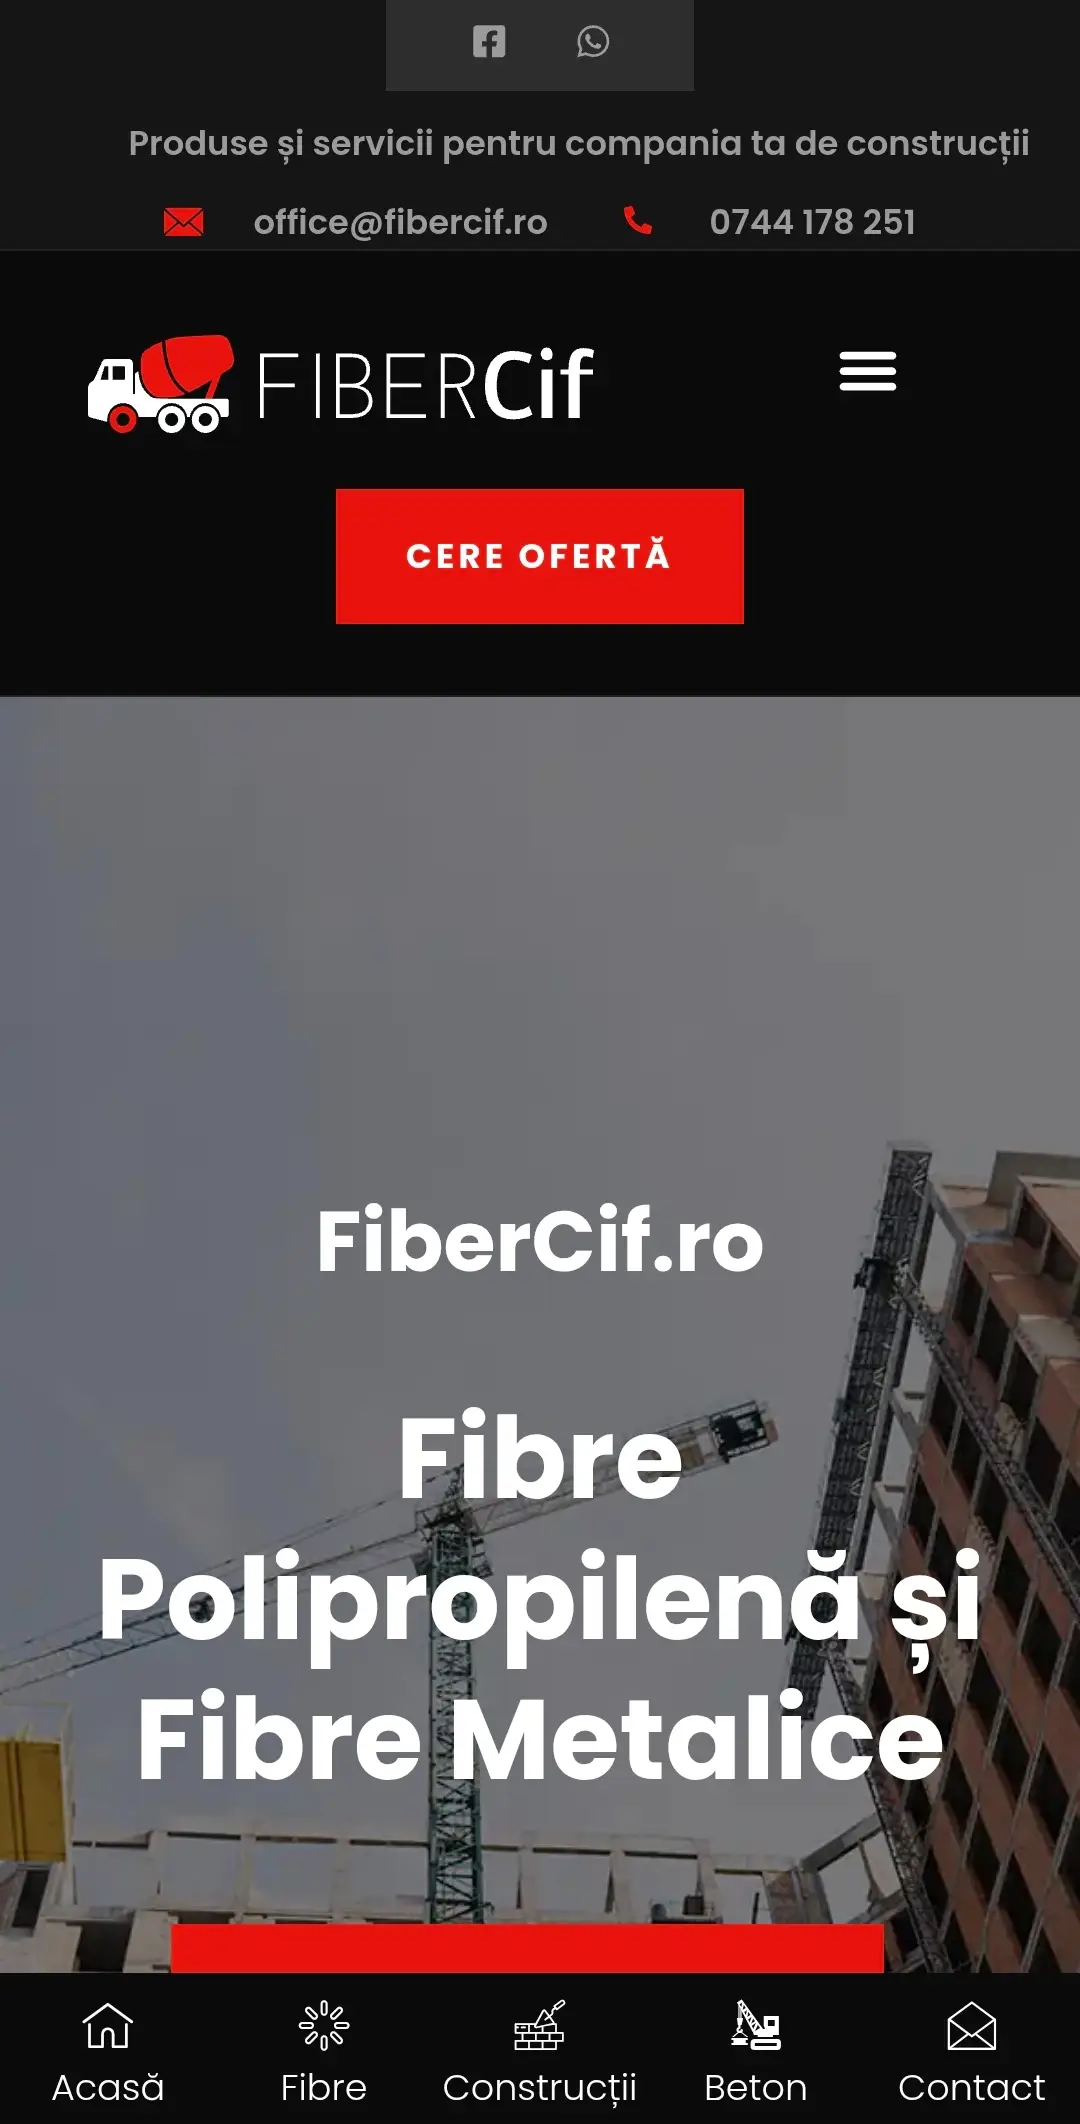 Produse și servicii pentru compania ta de construcții
office@fibercif.ro 0744 178 251
FIBERCif
CERE OFERTĂ
FiberCif.ro
Fibre
Polipropilenă și
Fibre Metalice
Acasă Fibre Construcții Beton Contact